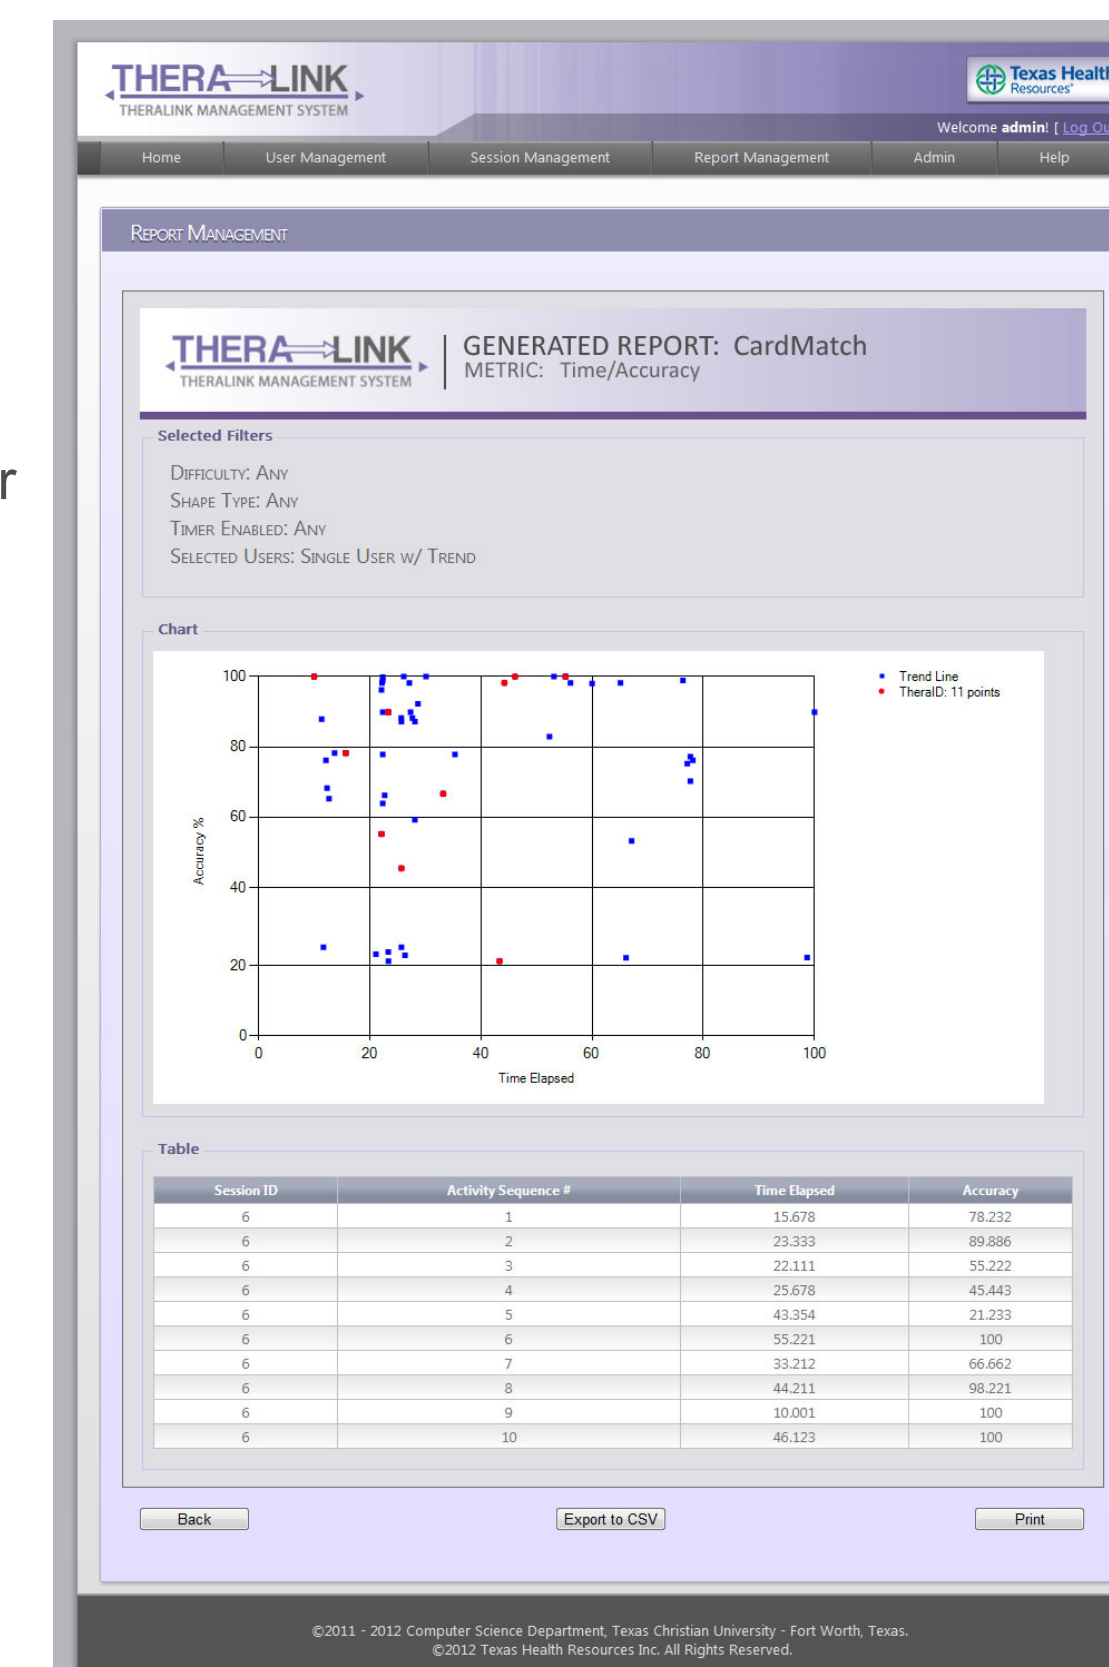 THERA LINK
THERALINK MANAGEMENT SYSTEM
Texas Health
Resources*
Welcome admin! [ Log Ou
Home User Management Session Management Report Management Admin Help
REPORT MANAGEMENT
THERA LINK
THERALINK MANAGEMENT SYSTEM
GENERATED REPORT: CardMatch
METRIC: Time/Accuracy
Selected Filters
r
DIFFICULTY: ANY
SHAPE TYPE: ANY
TIMER ENABLED: ANY
SELECTED USERS: SINGLE USER W/ TREND
Chart
100
80
60
40
20
0
Accuracy %
0 20 40 60 80 100
Time Elapsed
Trend Line
TheraID: 11 points
Table
Session ID Activity Sequence # Time Elapsed Accuracy
6 1 15.678 78.232
6 2 23.333 89.886
6 3 22.111 55.222
6 4 25.678 45.443
6 5 43.354 21.233
6 6 55.221 100
6 7 33.212 66.662
6 8 44.211 98.221
6 9 10.001 100
6 10 46.123 100
Back Export to CSV Print
©2011 - 2012 Computer Science Department, Texas Christian University - Fort Worth, Texas.
©2012 Texas Health Resources Inc. All Rights Reserved.